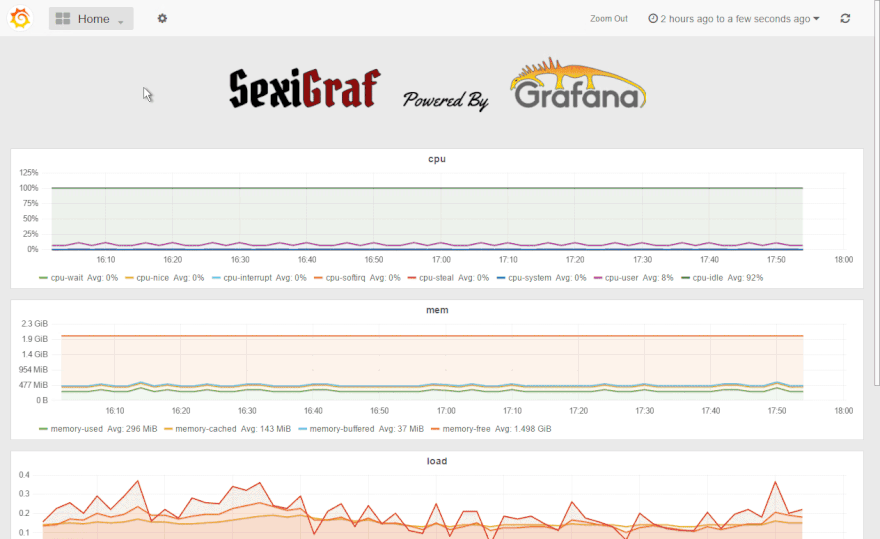 Home
Zoom Out
2 hours ago to a few seconds ago
SexiGraf
Powered By
Grafana
cpu
125%
100%
75%
50%
25%
0%
16:10 16:20 16:30 16:40 16:50 17:00 17:10 17:20 17:30 17:40 17:50 18:00
cpu-wait Avg: 0% cpu-nice Avg: 0% cpu-interrupt Avg: 0% cpu-softirq Avg: 0% cpu-steal Avg: 0% cpu-system Avg: 0% cpu-user Avg: 8% cpu-idle Avg: 92%
mem
2.3 GiB
1.9 GiB
1.4 GiB
954 MiB
477 MiB
0 B
16:10 16:20 16:30 16:40 16:50 17:00 17:10 17:20 17:30 17:40 17:50 18:00
memory-used Avg: 296 MiB memory-cached Avg: 143 MiB memory-buffered Avg: 37 MiB memory-free Avg: 1.498 GiB
load
0.4
0.3
0.2
0.1